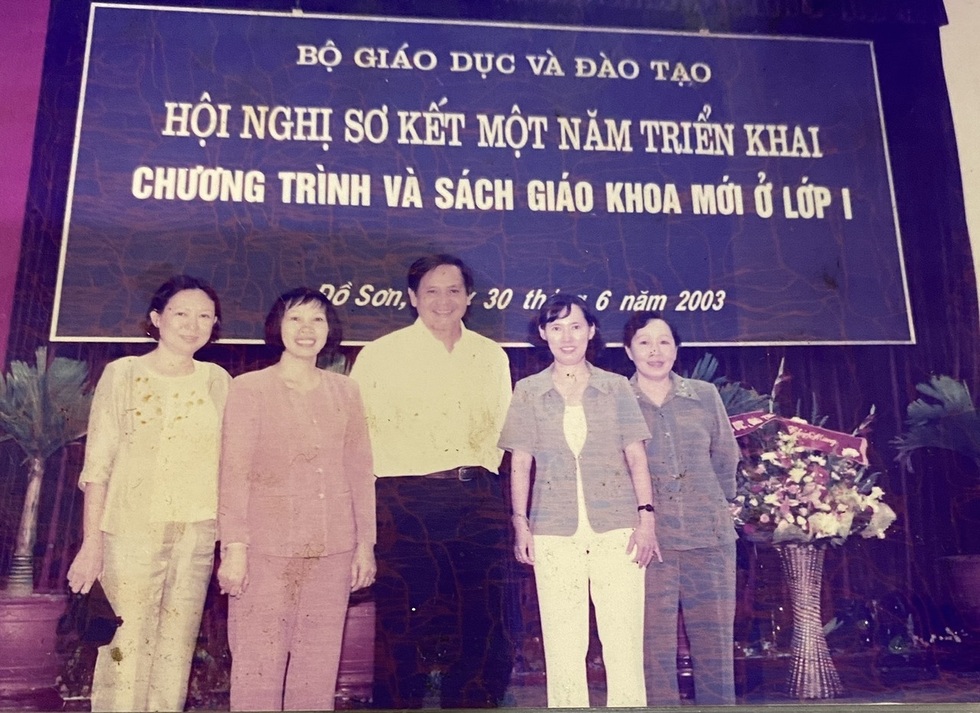 BỘ GIÁO DỤC VÀ ĐÀO TẠO
HỘI NGHỊ SƠ KẾT MỘT NĂM TRIỂN KHAI
CHƯƠNG TRÌNH VÀ SÁCH GIÁO KHOA MỚI Ở LỚP I
Đồ Sơn, 30 6 năm 2003